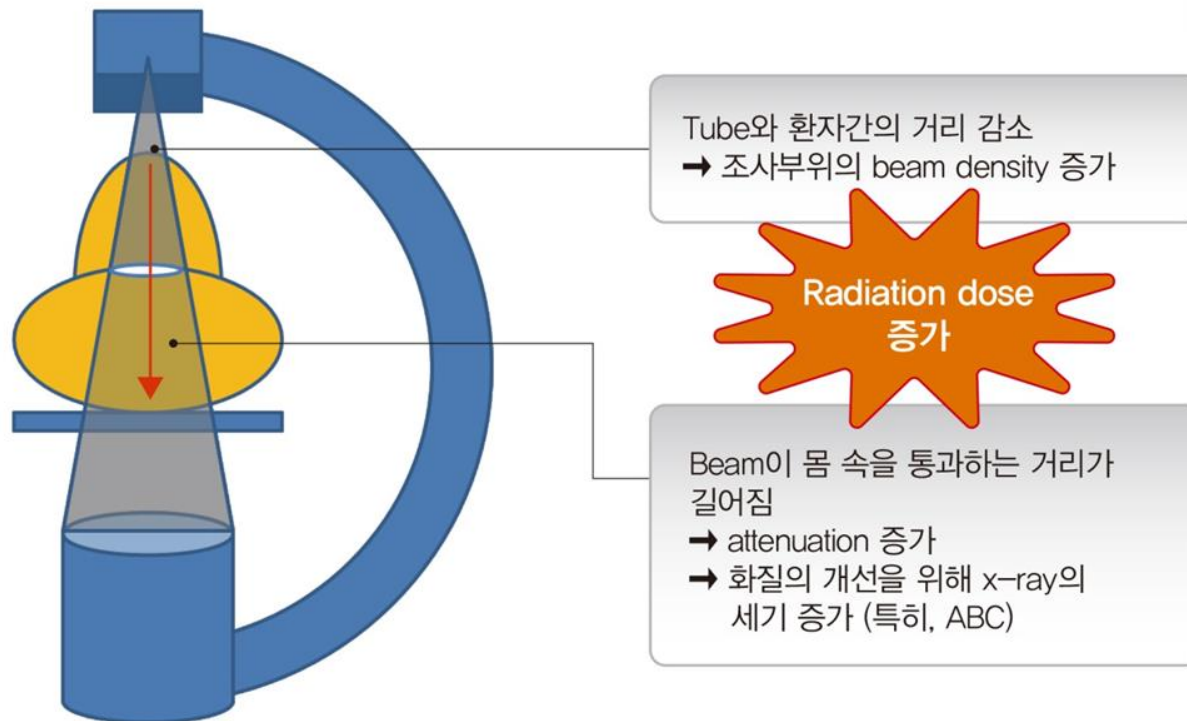 Tube와 환자간의 거리 감소
➞ 조사부위의 beam density 증가
Radiation dose
증가
Beam이 몸 속을 통과하는 거리가
길어짐
➞ attenuation 증가
➞ 화질의 개선을 위해 x-ray의
세기 증가 (특히, ABC)